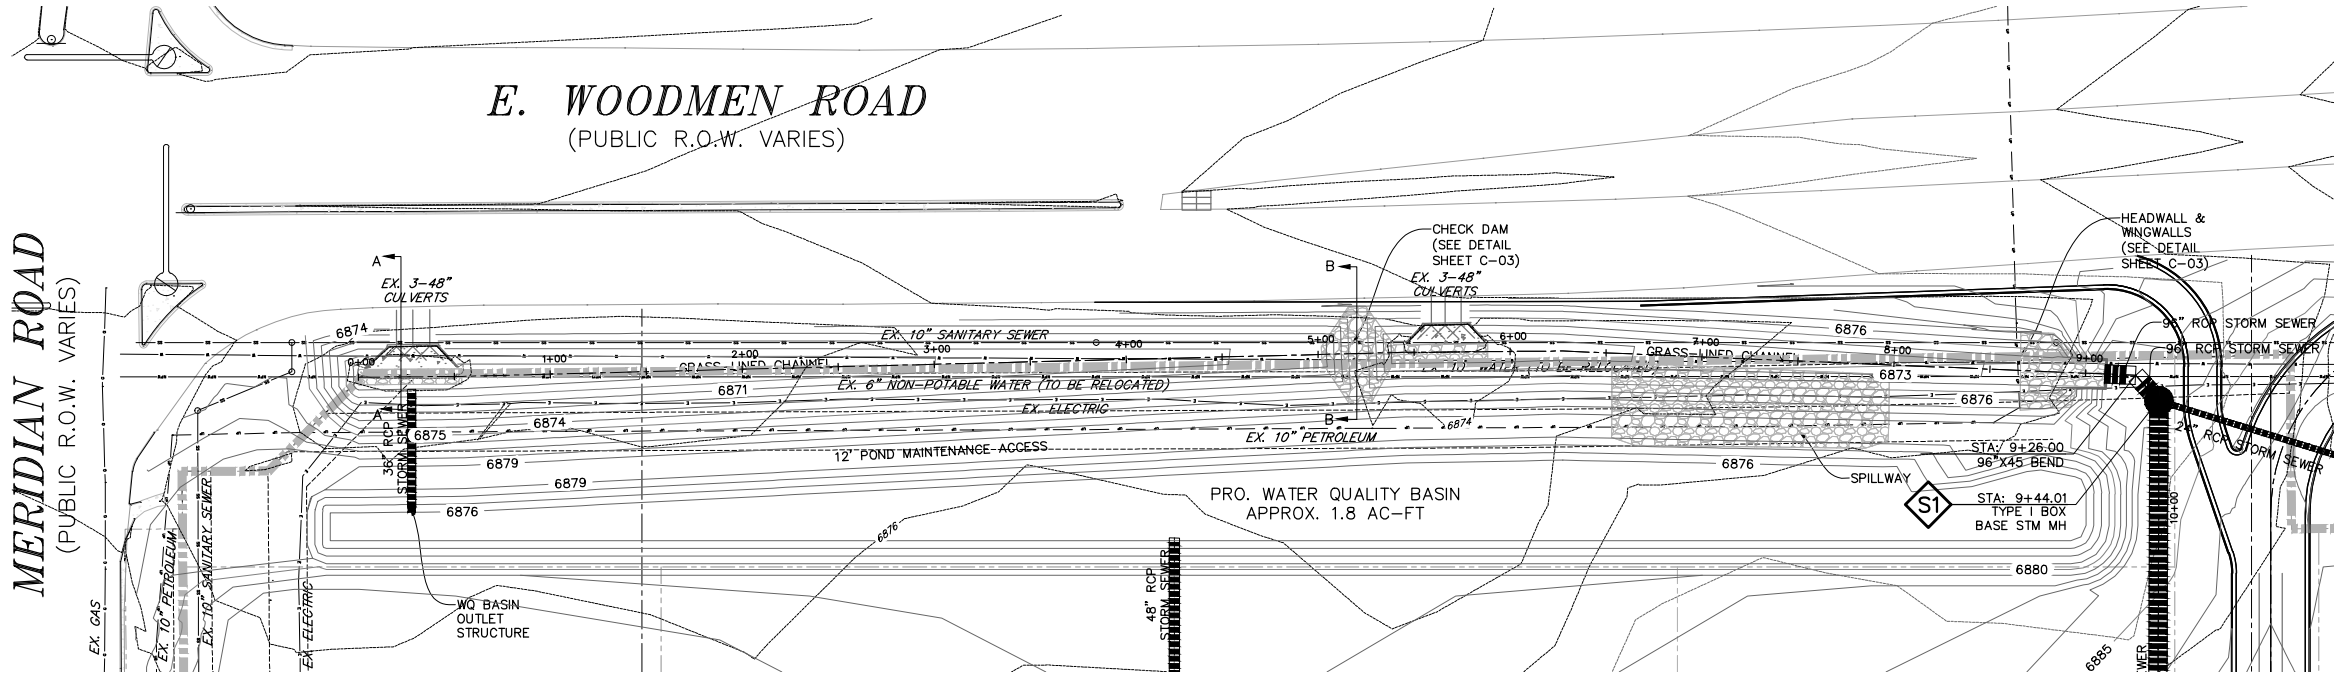 E. WOODMEN ROAD
(PUBLIC R.O.W. VARIES)
MERIDIAN ROAD
(PUBLIC R.O.W. VARIES)
HEADWALL &
WINGWALLS
(SEE DETAIL
SHEET C-03)
CHECK DAM
(SEE DETAIL
SHEET C-03)
A
B
EX. 3-48"
CULVERTS
EX. 3-48"
CULVERTS
6874
EX. 10" SANITARY SEWER
6876
96" RCP STORM SEWER
96" RCP STORM SEWER
0+00
1+00
2+00
3+00
4+00
5+00
6+00
7+00
8+00
9+00
GRASS-LINED CHANNEL
GRASS-LINED CHANNEL
6871
EX. 6" NON-POTABLE WATER (TO BE RELOCATED)
6873
6876
A
EX. ELECTRIC
B
6874
6874
6875
36" RCP
STORM SEWER
EX. 10" PETROLEUM
12' POND MAINTENANCE ACCESS
24" RCP STORM SEWER
STA: 9+26.00
96"X45 BEND
6879
6879
6876
6876
SPILLWAY
PRO. WATER QUALITY BASIN
APPROX. 1.8 AC-FT
S1
STA: 9+44.01
TYPE I BOX
BASE STM MH
10+00
6876
6880
WQ BASIN
OUTLET
STRUCTURE
48" RCP
STORM SEWER
EX. GAS
EX. 10" PETROLEUM
EX. 10" SANITARY SEWER
EX. ELECTRIC
6885